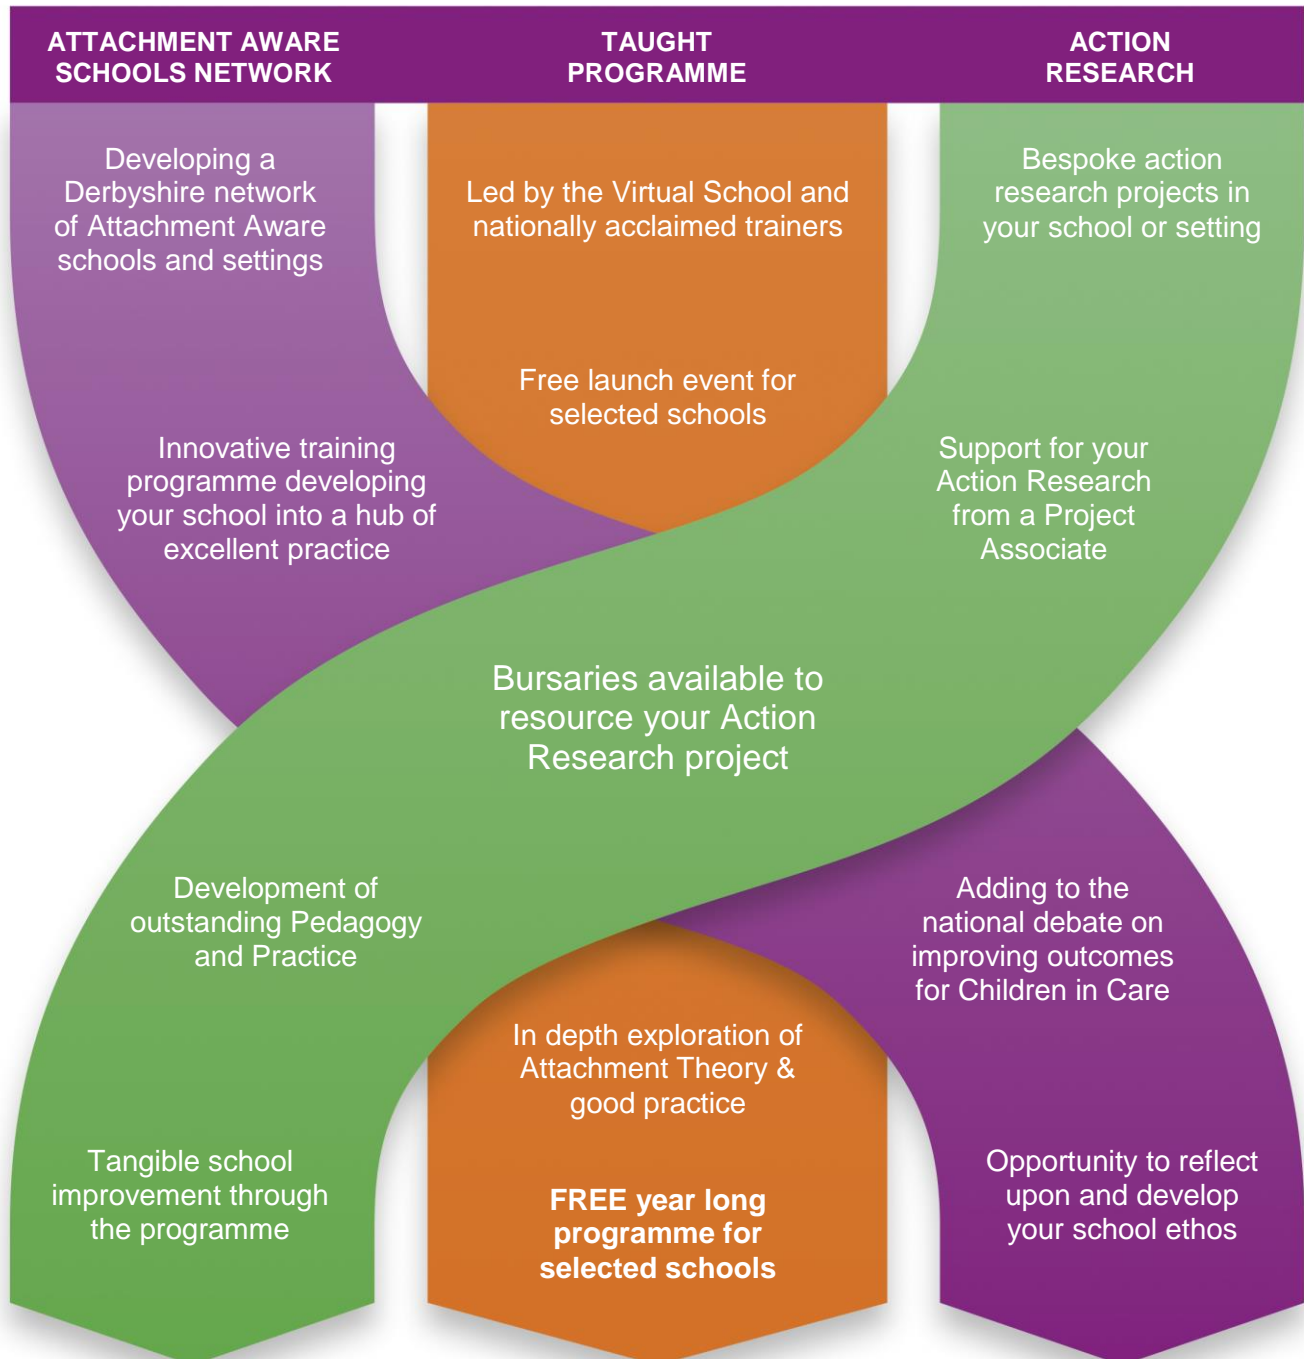 ATTACHMENT AWARE
SCHOOLS NETWORK
TAUGHT
PROGRAMME
ACTION
RESEARCH
Developing a
Derbyshire network
of Attachment Aware
schools and settings
Led by the Virtual School and
nationally acclaimed trainers
Bespoke action
research projects in
your school or setting
Free launch event for
selected schools
Innovative training
programme developing
your school into a hub of
excellent practice
Support for your
Action Research
from a Project
Associate
Bursaries available to
resource your Action
Research project
Development of
outstanding Pedagogy
and Practice
Adding to the
national debate on
improving outcomes
for Children in Care
In depth exploration of
Attachment Theory &
good practice
Tangible school
improvement through
the programme
FREE year long
programme for
selected schools
Opportunity to reflect
upon and develop
your school ethos